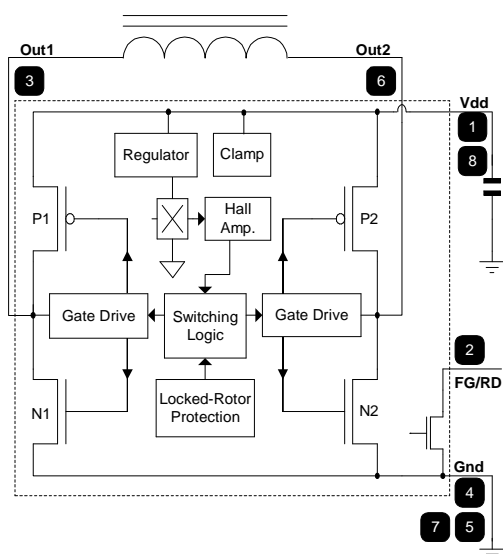 Out1
Out2
3
6
Vdd
1
8
Regulator
Clamp
P1
P2
Hall
Amp.
Gate Drive
Switching
Logic
Gate Drive
2
FG/RD
N1
Locked-Rotor
Protection
N2
Gnd
4
7
5